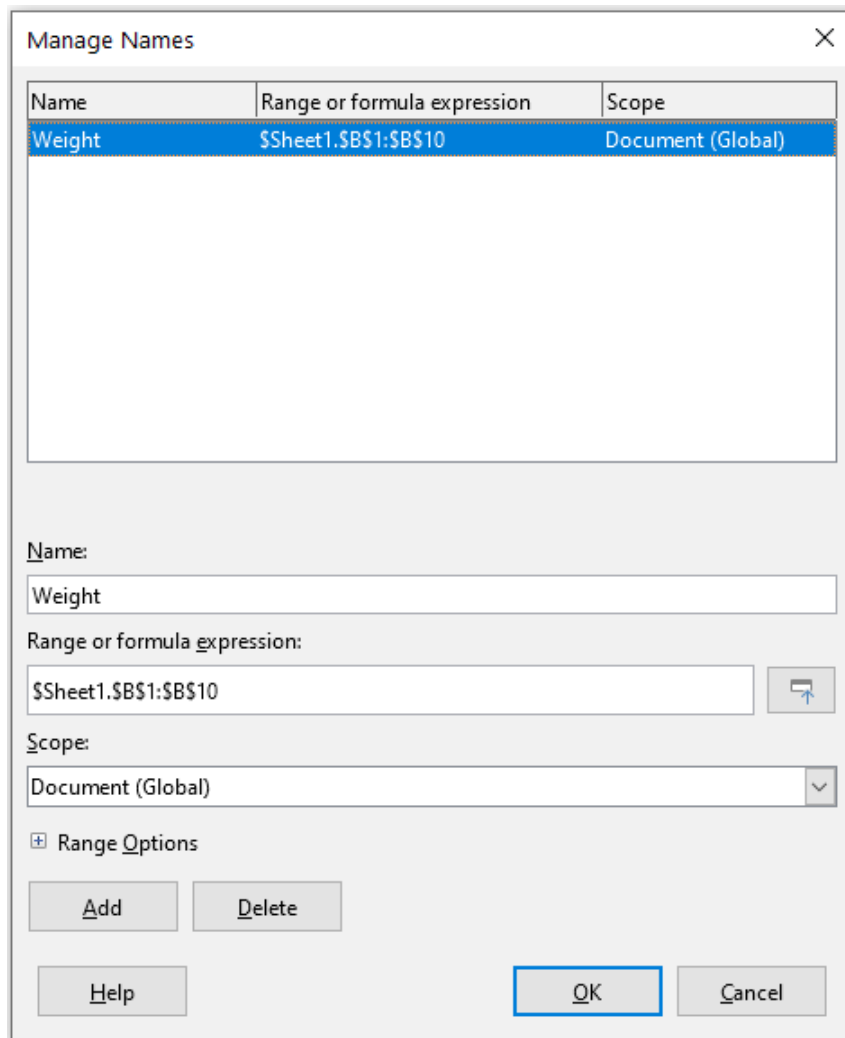 Manage Names
Name Range or formula expression Scope
Weight $Sheet1.$B$1:$B$10 Document (Global)
Name:
Weight
Range or formula expression:
$Sheet1.$B$1:$B$10
Scope:
Document (Global)
Range Options
Add Delete
Help OK Cancel